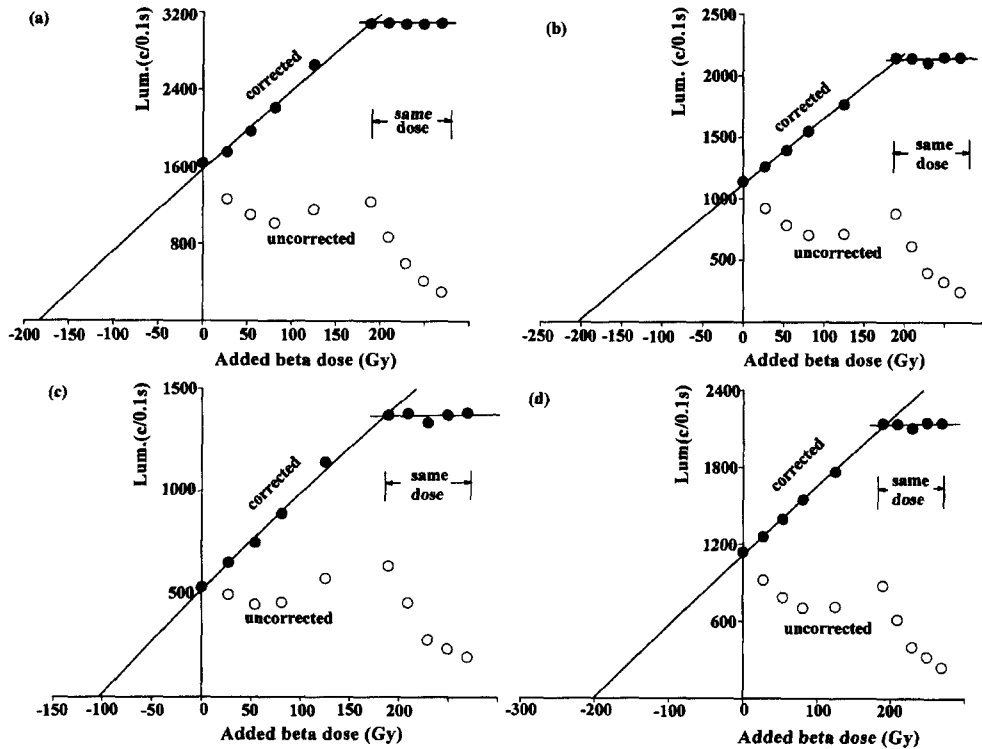 (a)
Lum.(c/0.1s)
3200
2400
1600
800
corrected
same
dose
uncorrected
-200 -150 -100 -50 0 50 100 150 200
Added beta dose (Gy)
(b)
Lum. (c/0.1s)
2500
2000
1500
1000
500
corrected
same
dose
uncorrected
-250 -200 -150 -100 -50 0 50 100 150 200
Added beta dose (Gy)
(c)
Lum.(c/0.1s)
1500
1000
500
corrected
same
dose
uncorrected
-150 -100 -50 0 50 100 150 200
Added beta dose (Gy)
(d)
Lum(c/0.1s)
2400
1800
1200
600
corrected
same
dose
uncorrected
-300 -200 -100 0 100 200
Added beta dose (Gy)